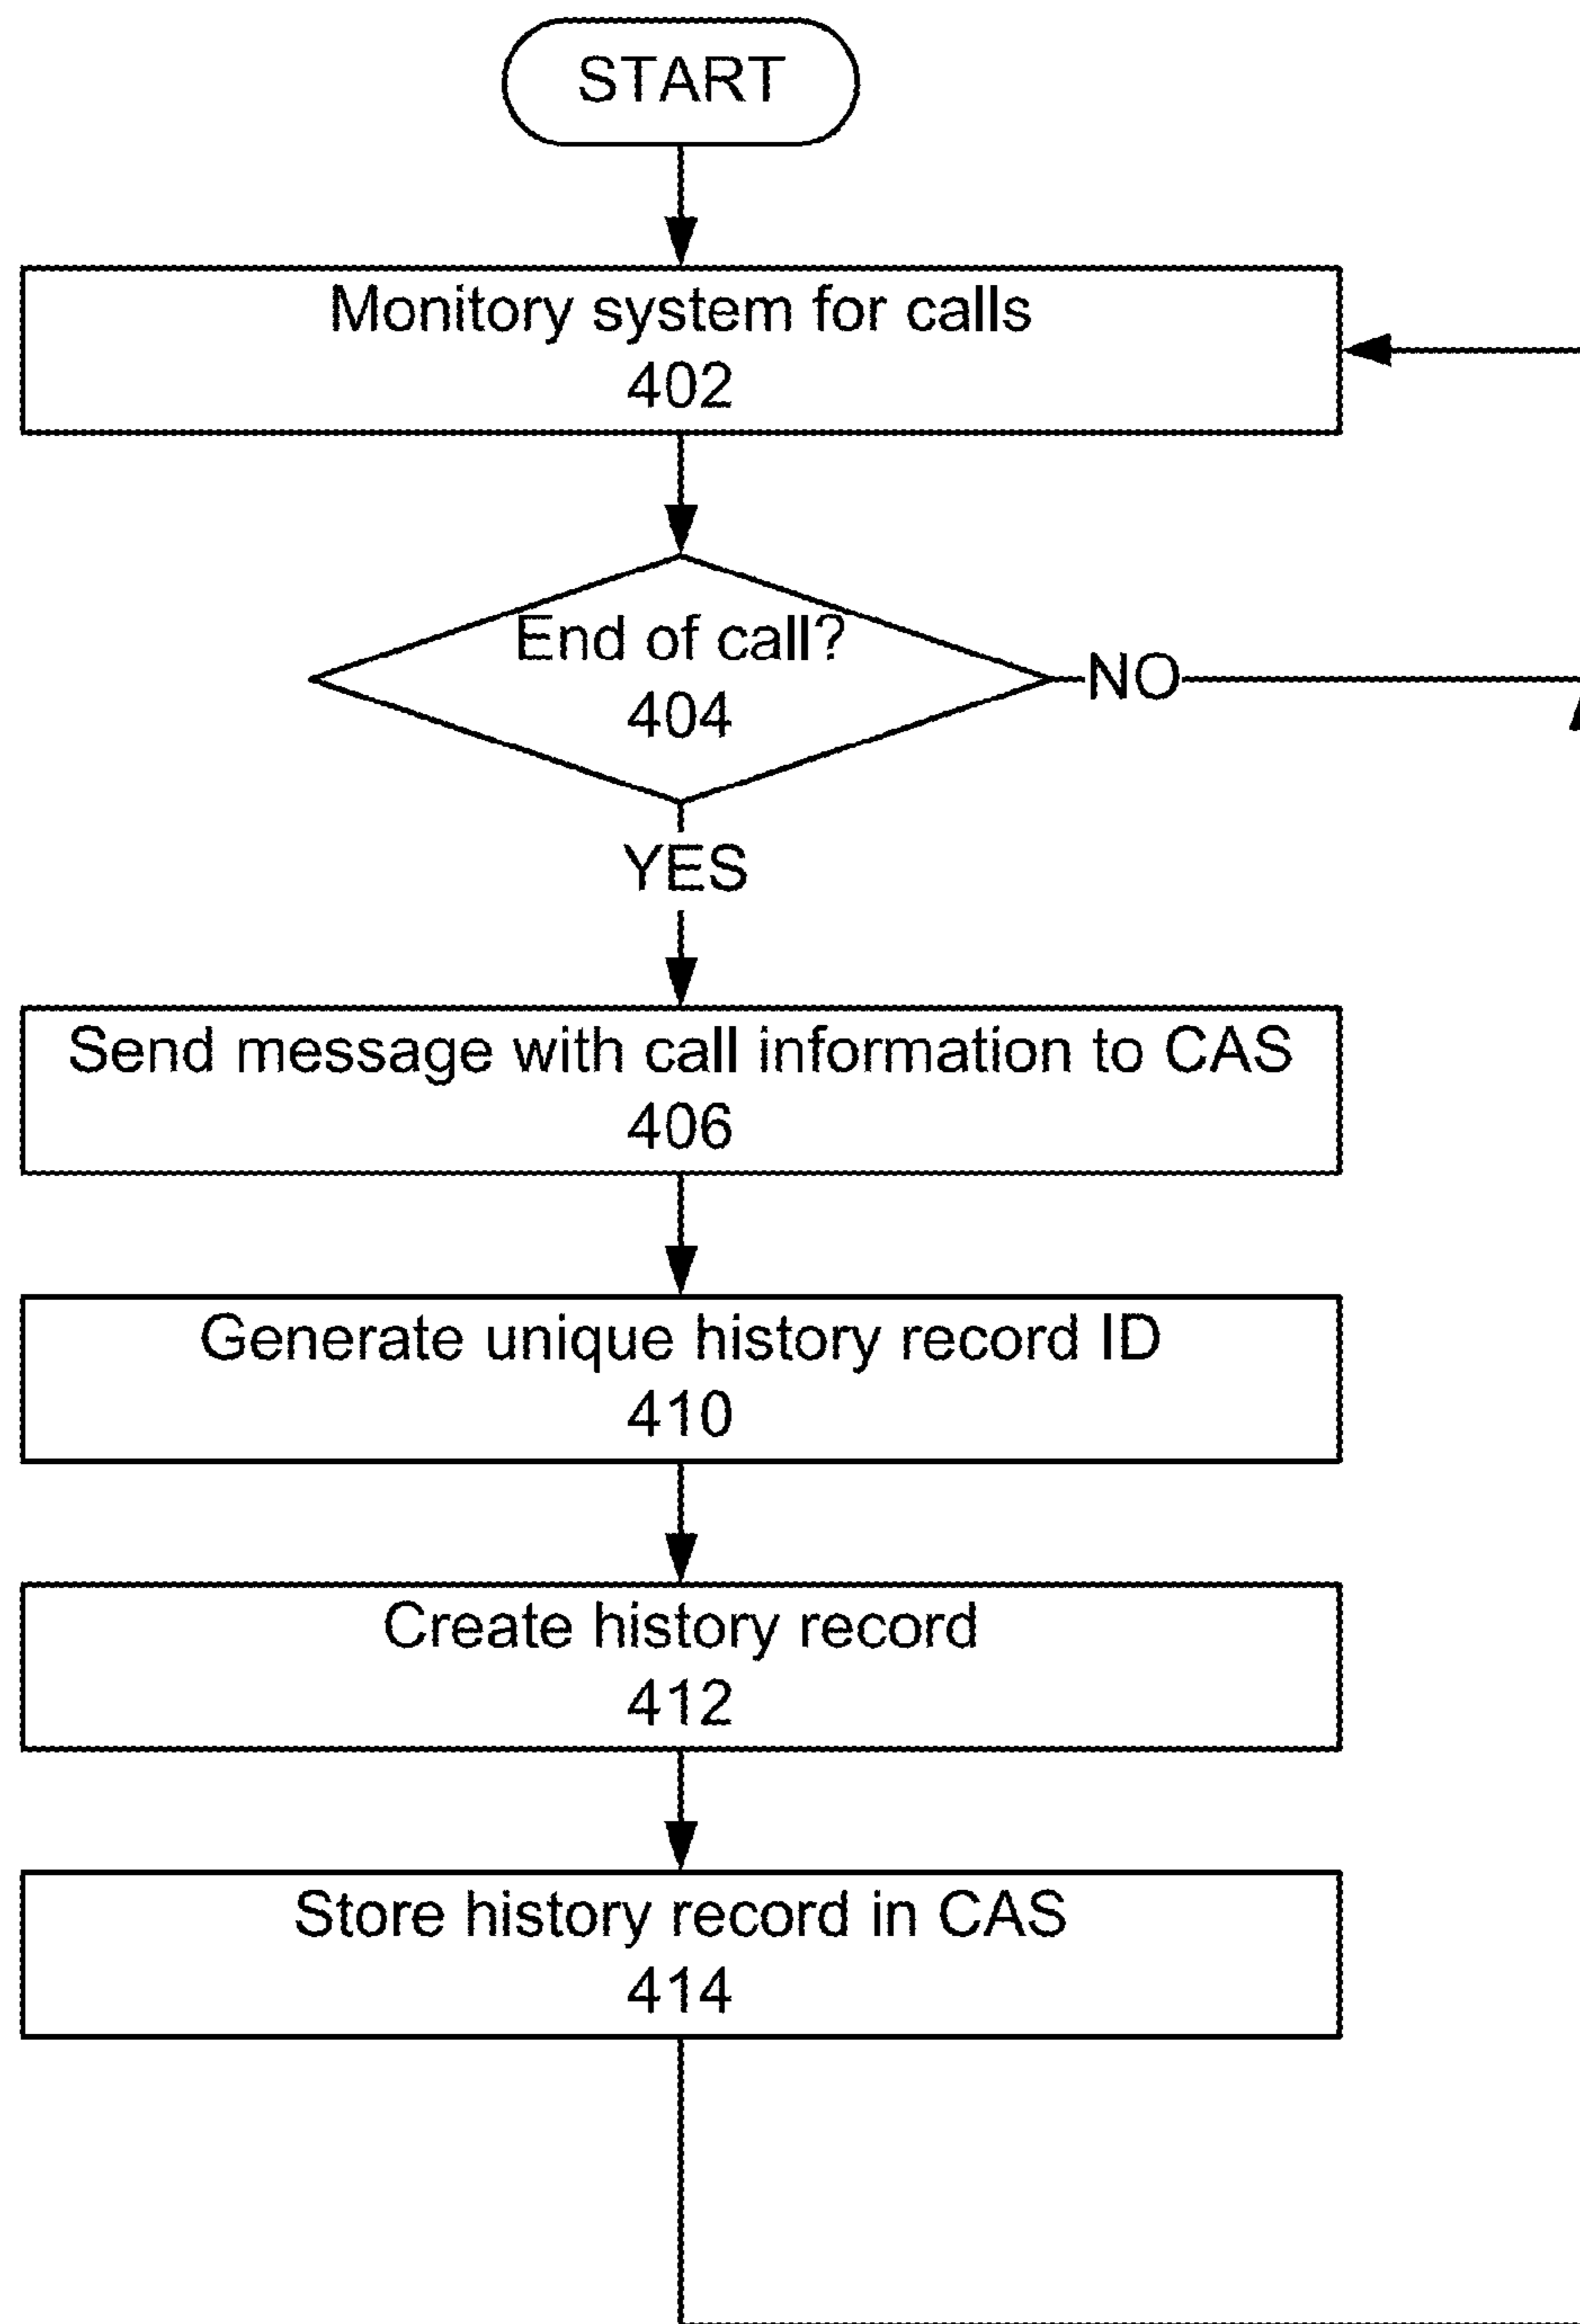 START
Monitory system for calls
402
End of call?
404
NO
YES
Send message with call information to CAS
406
Generate unique history record ID
410
Create history record
412
Store history record in CAS
414